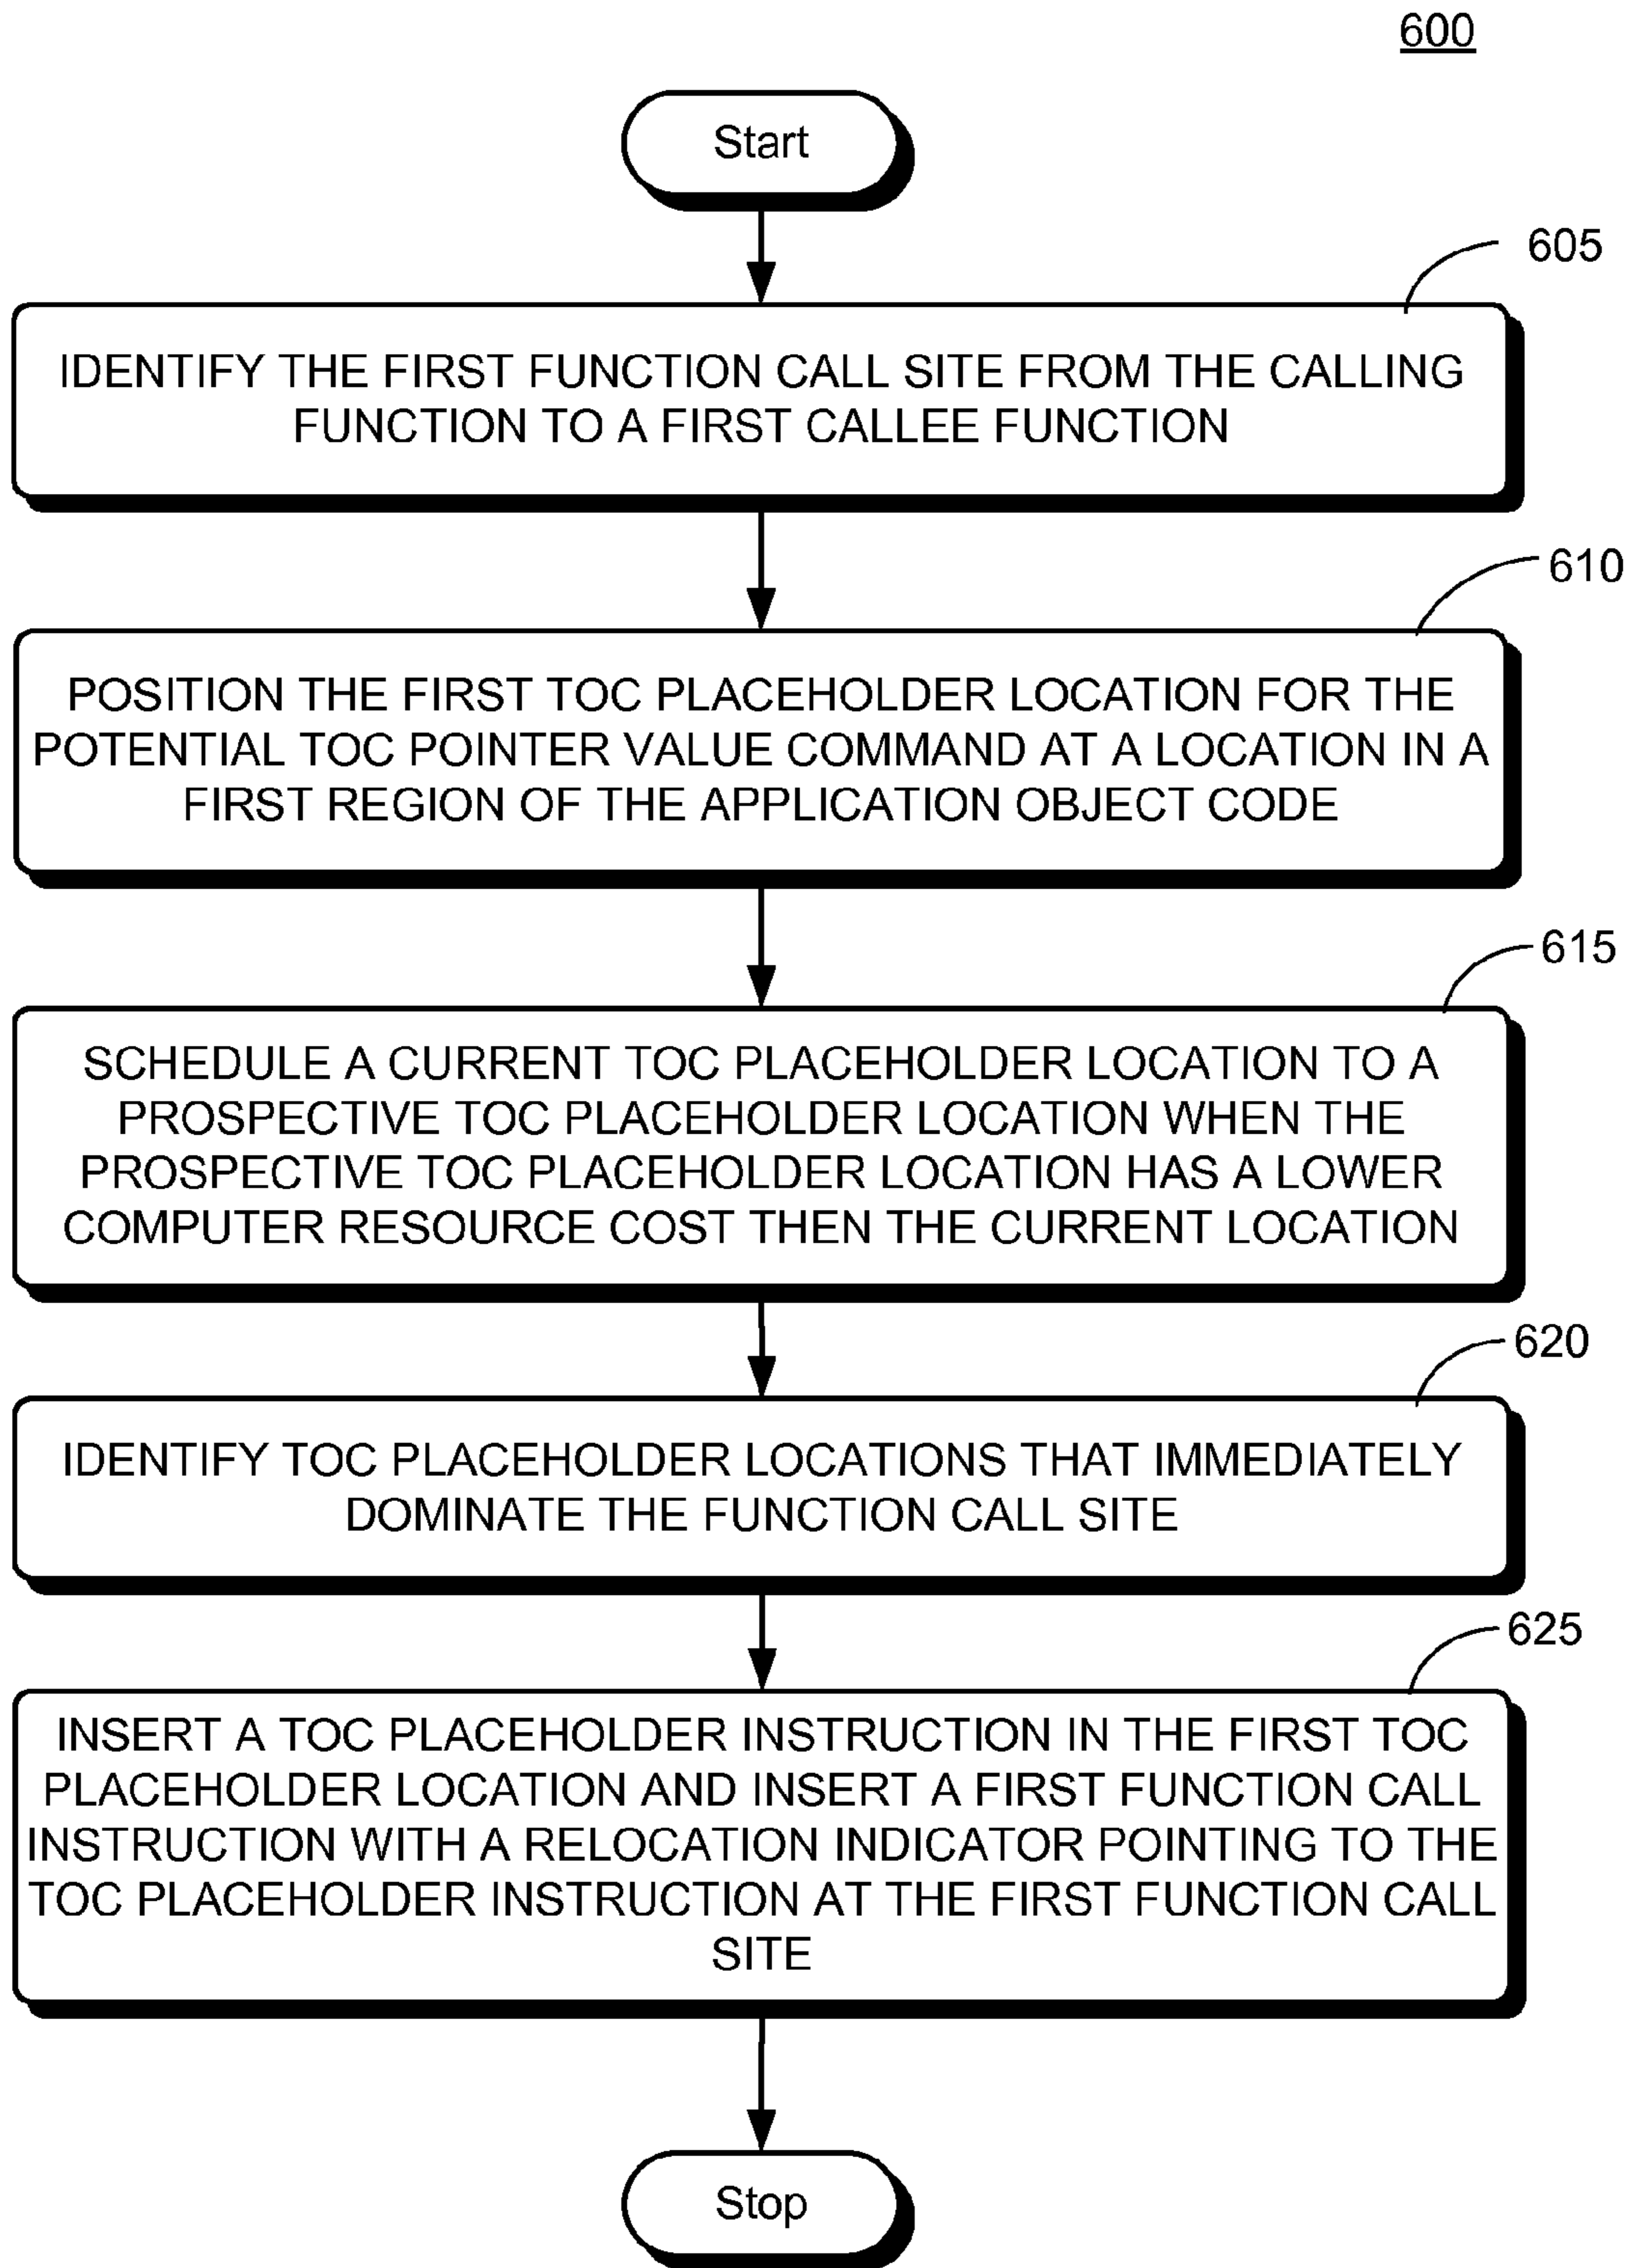 600
Start
605
IDENTIFY THE FIRST FUNCTION CALL SITE FROM THE CALLING
FUNCTION TO A FIRST CALLEE FUNCTION
610
POSITION THE FIRST TOC PLACEHOLDER LOCATION FOR THE
POTENTIAL TOC POINTER VALUE COMMAND AT A LOCATION IN A
FIRST REGION OF THE APPLICATION OBJECT CODE
615
SCHEDULE A CURRENT TOC PLACEHOLDER LOCATION TO A
PROSPECTIVE TOC PLACEHOLDER LOCATION WHEN THE
PROSPECTIVE TOC PLACEHOLDER LOCATION HAS A LOWER
COMPUTER RESOURCE COST THEN THE CURRENT LOCATION
620
IDENTIFY TOC PLACEHOLDER LOCATIONS THAT IMMEDIATELY
DOMINATE THE FUNCTION CALL SITE
625
INSERT A TOC PLACEHOLDER INSTRUCTION IN THE FIRST TOC
PLACEHOLDER LOCATION AND INSERT A FIRST FUNCTION CALL
INSTRUCTION WITH A RELOCATION INDICATOR POINTING TO THE
TOC PLACEHOLDER INSTRUCTION AT THE FIRST FUNCTION CALL
SITE
Stop